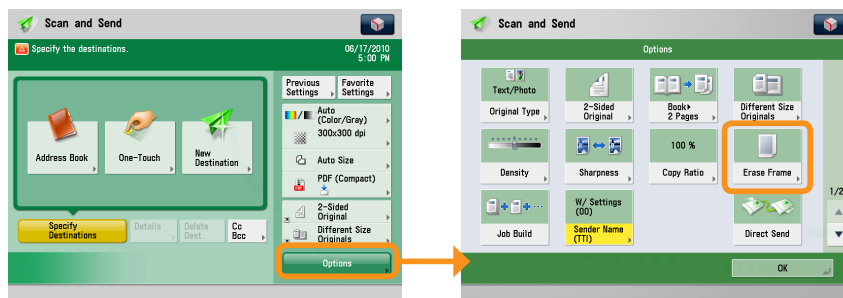 Scan and Send
Specify the destinations.
06/17/2010
5:00 PM
Previous
Settings
Favorite
Settings
Auto
(Color/Gray)
300x300 dpi
Auto Size
PDF (Compact)
2-Sided
Original
Different Size
Originals
Options
Address Book
One-Touch
New
Destination
Specify
Destinations
Details
Delete
Dest.
Cc
Bcc
Scan and Send
Options
Text/Photo
Original Type
2-Sided
Original
Book▸
2 Pages
Different Size
Originals
Density
Sharpness
100 %
Copy Ratio
Erase Frame
1/2
Job Build
W/ Settings
(00)
Sender Name
(TTI)
Direct Send
OK